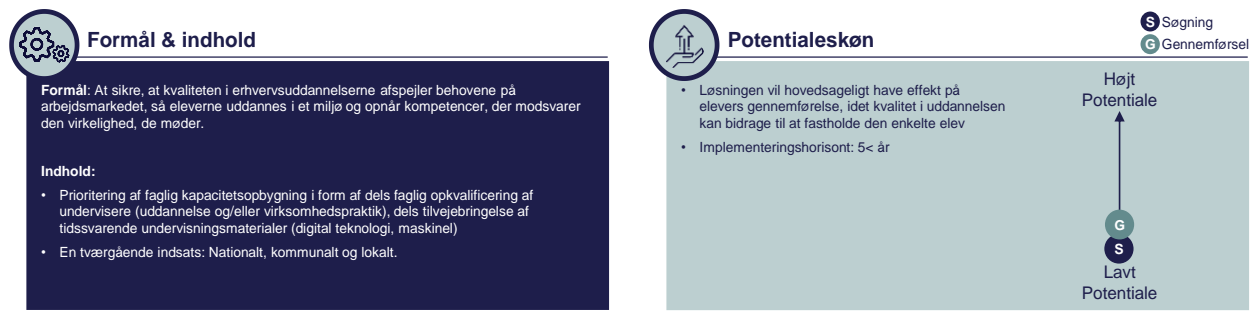 Formål & indhold
Formål: At sikre, at kvaliteten i erhvervsuddannelserne afspejler behovene på
arbejdsmarkedet, så eleverne uddannes i et miljø og opnår kompetencer, der modsvarer
den virkelighed, de møder.
Indhold:
• Prioritering af faglig kapacitetsopbygning i form af dels faglig opkvalificering af
undervisere (uddannelse og/eller virksomhedspraktik), dels tilvejebringelse af
tidssvarende undervisningsmaterialer (digital teknologi, maskinel)
• En tværgående indsats: Nationalt, kommunalt og lokalt.
Potentialeskøn
S Søgning
G Gennemførsel
• Løsningen vil hovedsageligt have effekt på
elevers gennemførelse, idet kvalitet i uddannelsen
kan bidrage til at fastholde den enkelte elev
• Implementeringshorisont: 5< år
Højt
Potentiale
G
S
Lavt
Potentiale